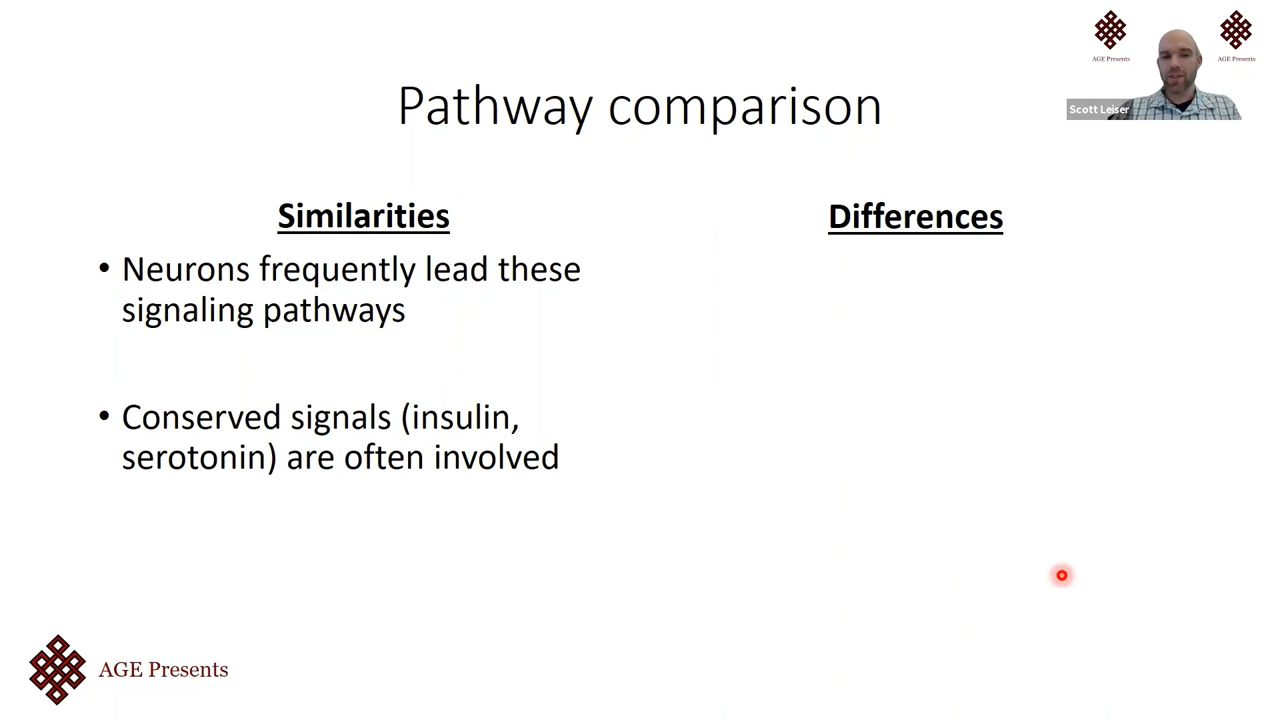 AGE Presents
AGE Presents
Scott Leiser
Pathway comparison
Similarities
• Neurons frequently lead these
signaling pathways
• Conserved signals (insulin,
serotonin) are often involved
Differences
AGE Presents